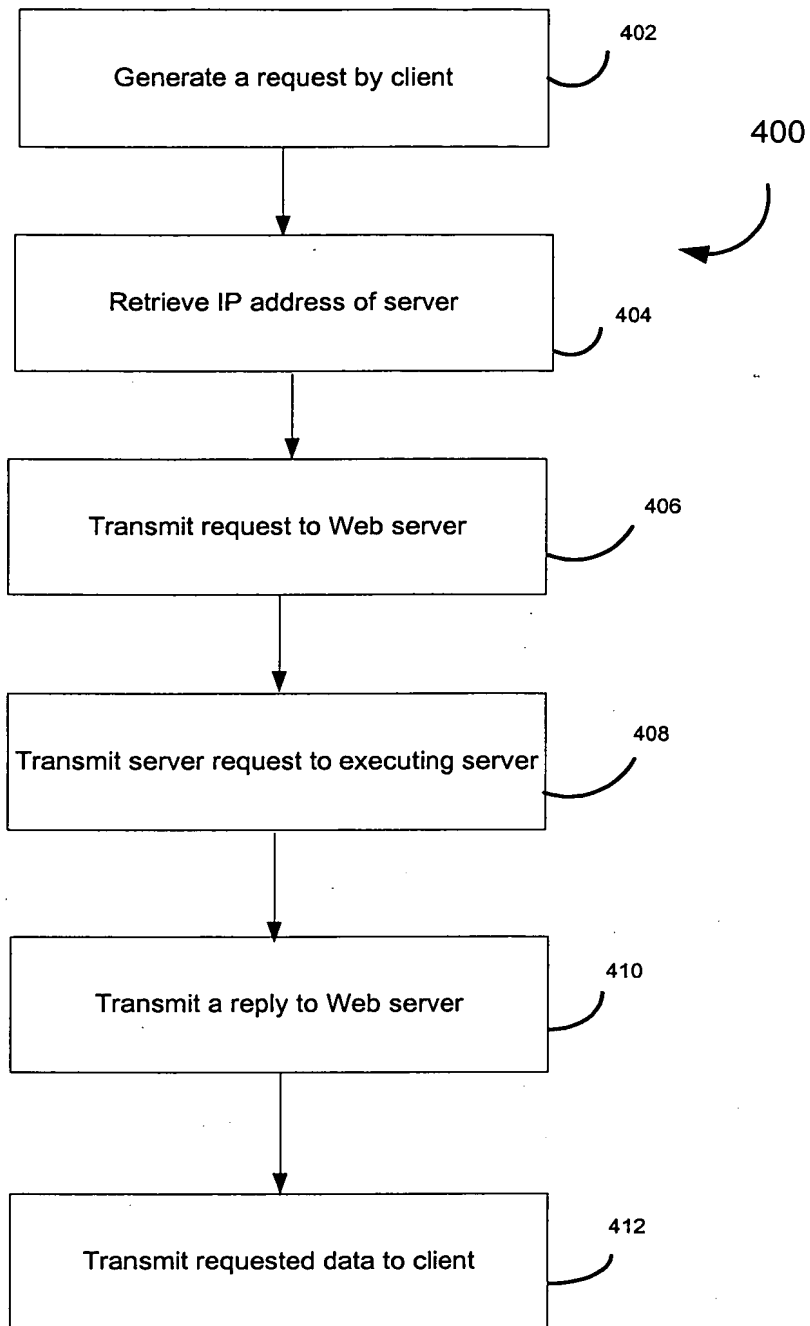 402
Generate a request by client
400
Retrieve IP address of server
404
406
Transmit request to Web server
408
Transmit server request to executing server
410
Transmit a reply to Web server
412
Transmit requested data to client